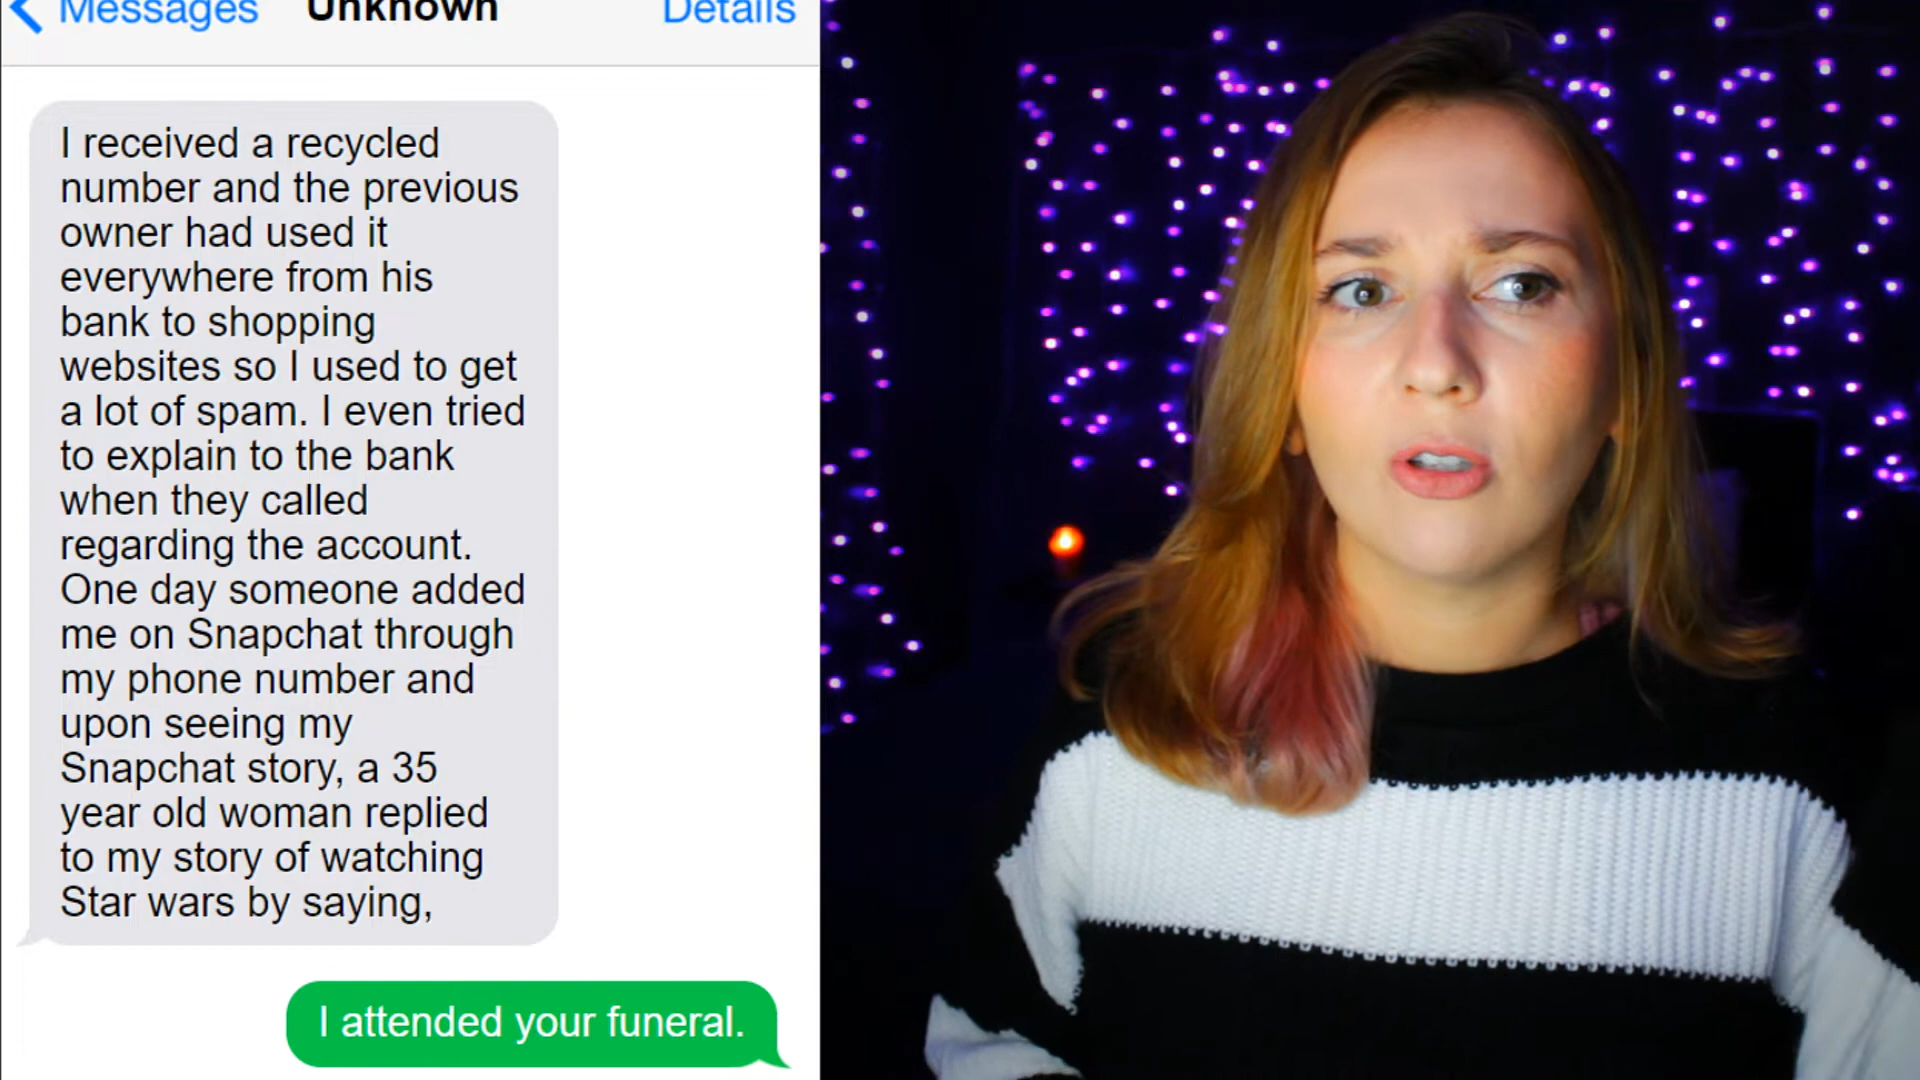 Messages Unknown Details
I received a recycled
number and the previous
owner had used it
everywhere from his
bank to shopping
websites so I used to get
a lot of spam. I even tried
to explain to the bank
when they called
regarding the account.
One day someone added
me on Snapchat through
my phone number and
upon seeing my
Snapchat story, a 35
year old woman replied
to my story of watching
Star wars by saying,
I attended your funeral.